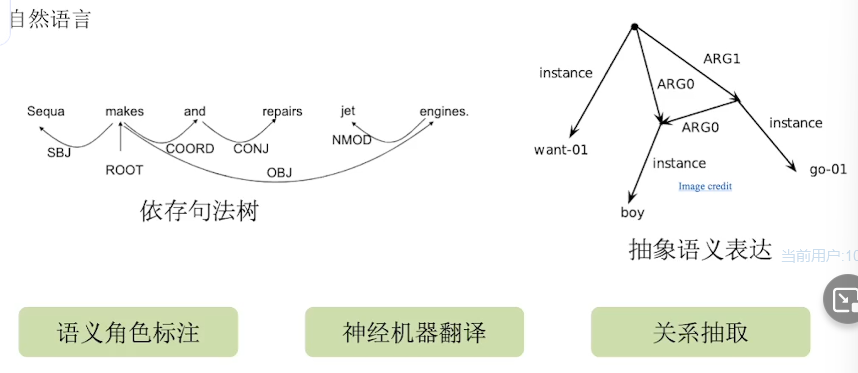 自然语言
Sequa makes and repairs jet engines.
SBJ
ROOT
COORD
CONJ
NMOD
OBJ
依存句法树
instance
ARG0
ARG1
ARG0
instance
instance
want-01
go-01
boy
Image credit
抽象语义表达
当前用户:10
语义角色标注
神经机器翻译
关系抽取